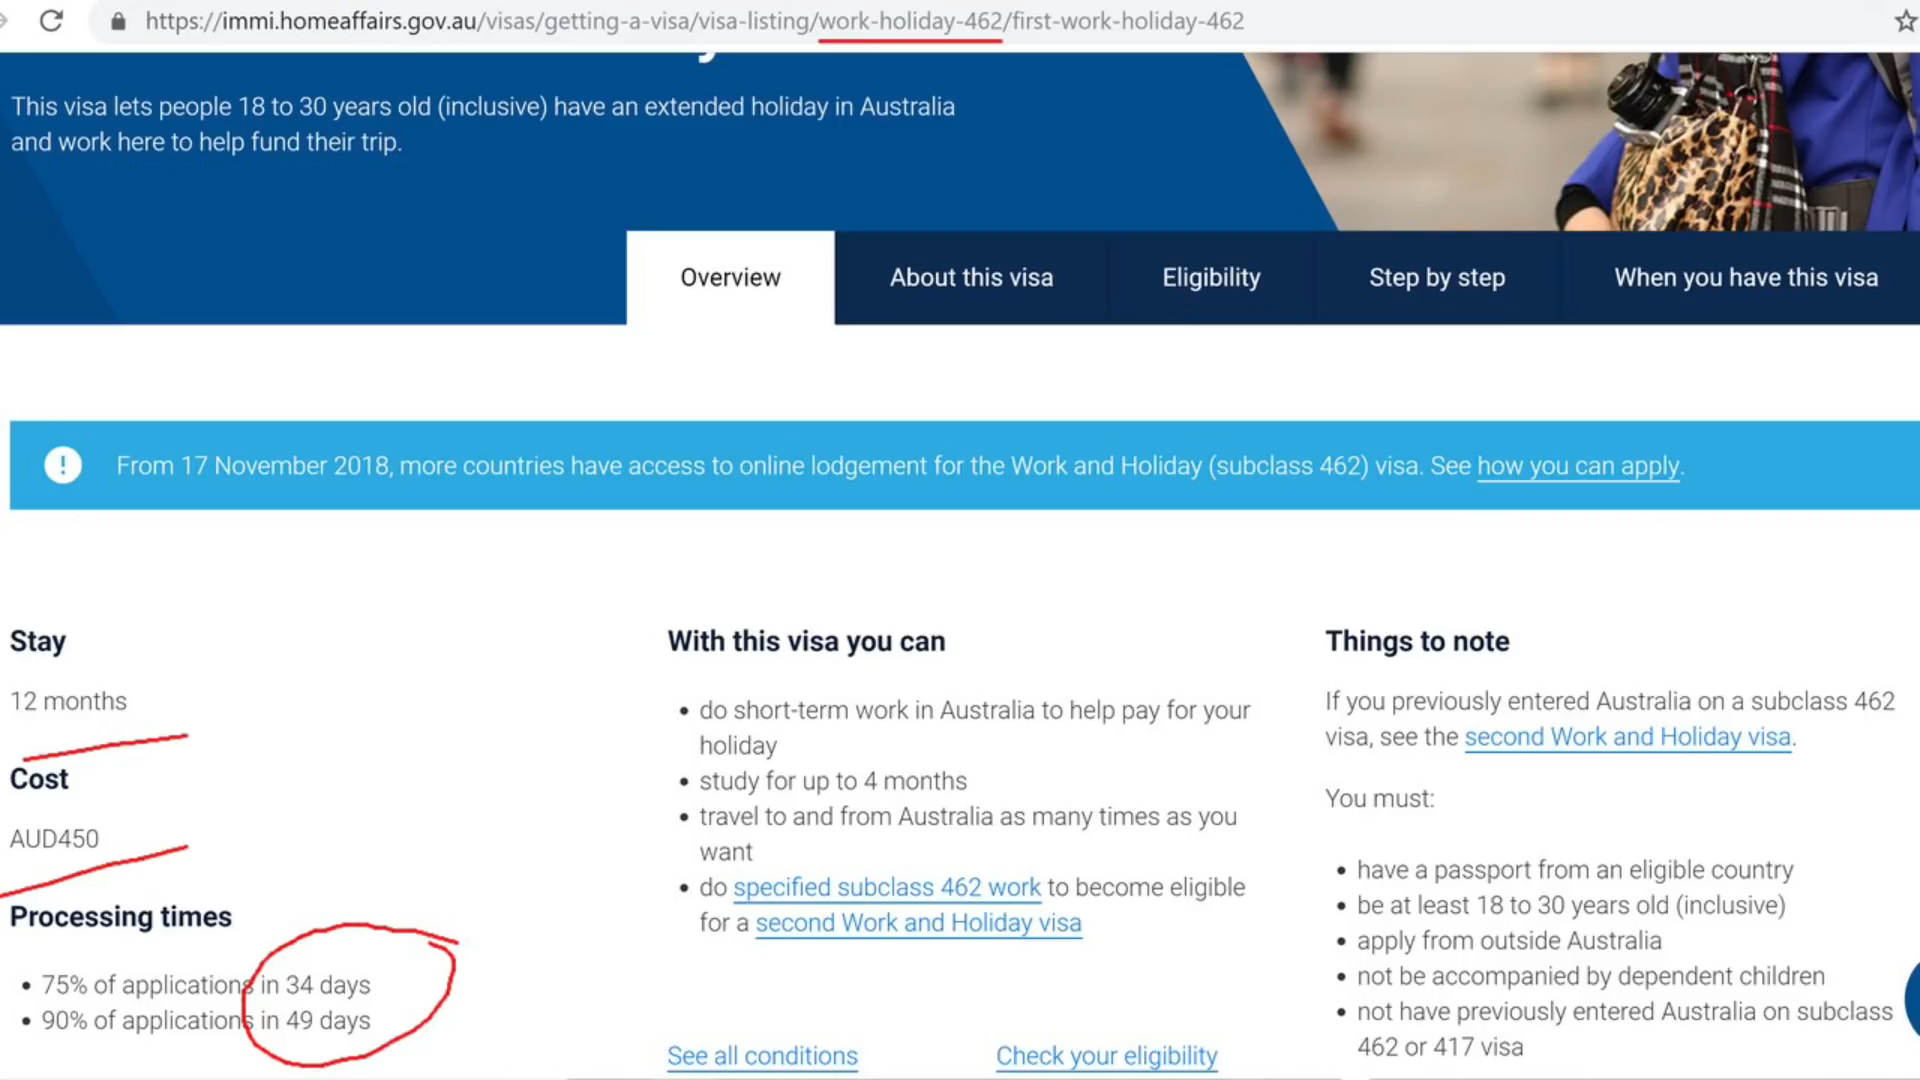 https://immi.homeaffairs.gov.au/visas/getting-a-visa/visa-listing/work-holiday-462/first-work-holiday-462
This visa lets people 18 to 30 years old (inclusive) have an extended holiday in Australia
and work here to help fund their trip.
Overview
About this visa
Eligibility
Step by step
When you have this visa
From 17 November 2018, more countries have access to online lodgement for the Work and Holiday (subclass 462) visa. See how you can apply.
Stay
12 months
Cost
AUD450
Processing times
75% of applications in 34 days
90% of applications in 49 days
With this visa you can
do short-term work in Australia to help pay for your
holiday
study for up to 4 months
travel to and from Australia as many times as you
want
do specified subclass 462 work to become eligible
for a second Work and Holiday visa
See all conditions
Check your eligibility
Things to note
If you previously entered Australia on a subclass 462
visa, see the second Work and Holiday visa.
You must:
have a passport from an eligible country
be at least 18 to 30 years old (inclusive)
apply from outside Australia
not be accompanied by dependent children
not have previously entered Australia on subclass
462 or 417 visa